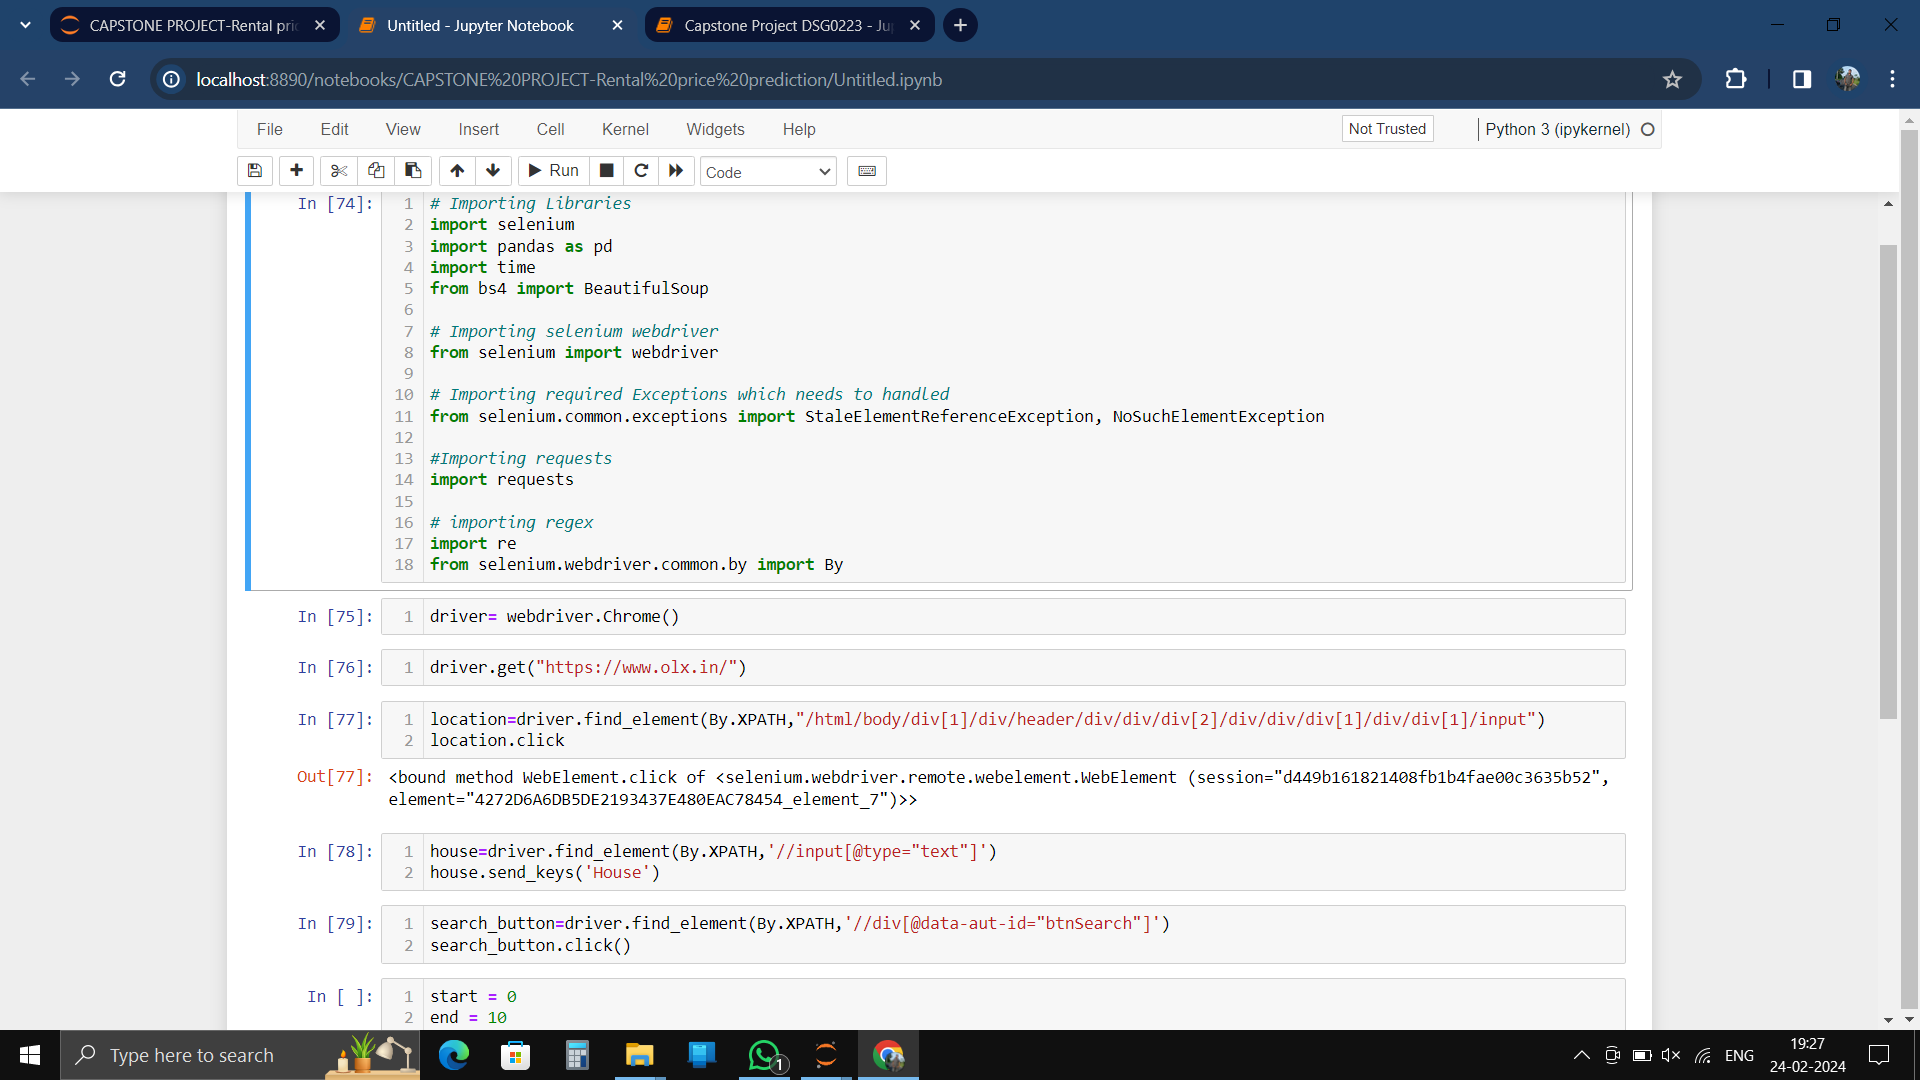 CAPSTONE PROJECT-Rental pric
Untitled - Jupyter Notebook
Capstone Project DSG0223 - Ju
localhost:8890/notebooks/CAPSTONE%20PROJECT-Rental%20price%20prediction/Untitled.ipynb
File Edit View Insert Cell Kernel Widgets Help Not Trusted Python 3 (ipykernel)
Run Code
In [74]: 1 # Importing Libraries
2 import selenium
3 import pandas as pd
4 import time
5 from bs4 import BeautifulSoup
6
7 # Importing selenium webdriver
8 from selenium import webdriver
9
10 # Importing required Exceptions which needs to handled
11 from selenium.common.exceptions import StaleElementReferenceException, NoSuchElementException
12
13 #Importing requests
14 import requests
15
16 # importing regex
17 import re
18 from selenium.webdriver.common.by import By
In [75]: 1 driver= webdriver.Chrome()
In [76]: 1 driver.get("https://www.olx.in/")
In [77]: 1 location=driver.find_element(By.XPATH,"/html/body/div[1]/div/header/div/div/div[2]/div/div/div[1]/div/div[1]/input")
2 location.click
Out[77]: <bound method WebElement.click of <selenium.webdriver.remote.webelement.WebElement (session="d449b161821408fb1b4fae00c3635b52",
element="4272D6A6DB5DE2193437E480EAC78454_element_7")>>
In [78]: 1 house=driver.find_element(By.XPATH,'//input[@type="text"]')
2 house.send_keys('House')
In [79]: 1 search_button=driver.find_element(By.XPATH,'//div[@data-aut-id="btnSearch"]')
2 search_button.click()
In [ ]: 1 start = 0
2 end = 10
Type here to search
1
ENG
19:27
24-02-2024